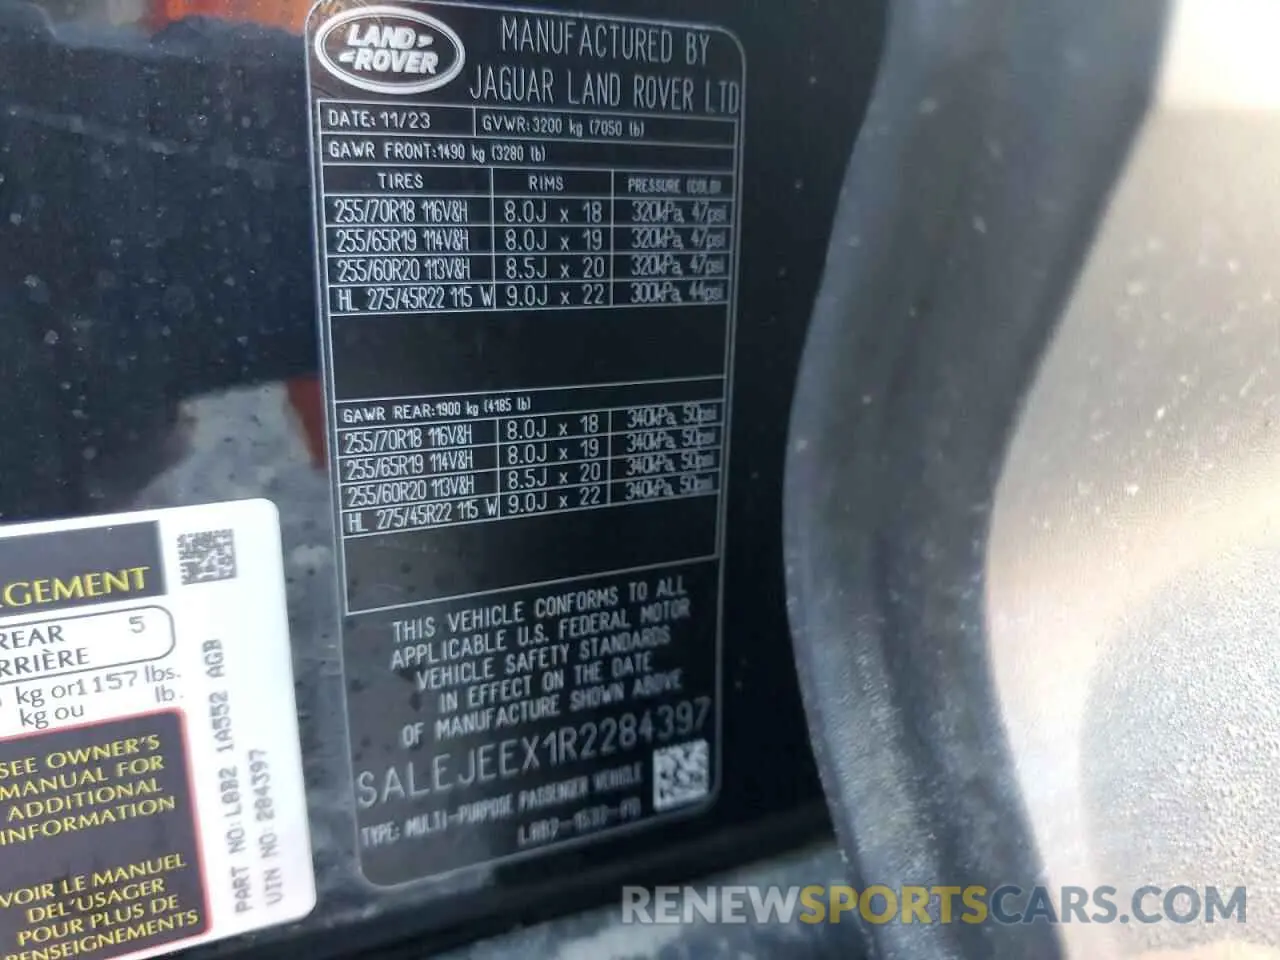 LAND ROVER
MANUFACTURED BY
JAGUAR LAND ROVER LTD
DATE: 11/23 GVWR: 3200 kg (7050 lb)
GAWR FRONT: 1490 kg (3280 lb)
TIRES RIMS PRESSURE (COLD)
255/70R18 116V&H 8.0J x 18 320kPa, 47psi
255/65R19 114V&H 8.0J x 19 320kPa, 47psi
255/60R20 113V&H 8.5J x 20 320kPa, 47psi
HL 275/45R22 115 W 9.0J x 22 300kPa, 44psi
GAWR REAR: 1900 kg (4185 lb)
255/70R18 116V&H 8.0J x 18 340kPa, 50psi
255/65R19 114V&H 8.0J x 19 340kPa, 50psi
255/60R20 113V&H 8.5J x 20 340kPa, 50psi
HL 275/45R22 115 W 9.0J x 22 340kPa, 50psi
THIS VEHICLE CONFORMS TO ALL
APPLICABLE U.S. FEDERAL MOTOR
VEHICLE SAFETY STANDARDS
IN EFFECT ON THE DATE
OF MANUFACTURE SHOWN ABOVE
SALEJEEX1R2284397
TYPE: MULTI-PURPOSE PASSENGER VEHICLE
GEMENT
REAR 5
RRIÈRE
kg or 1157 lbs.
kg ou lb.
SEE OWNER'S
MANUAL FOR
ADDITIONAL
INFORMATION
VOIR LE MANUEL
DEL'USAGER
POUR PLUS DE
RENSEIGNEMENTS
PART NO: L8B2 1A552 AGB
VIN NO: 284397
RENEWSPORTSCARS.COM